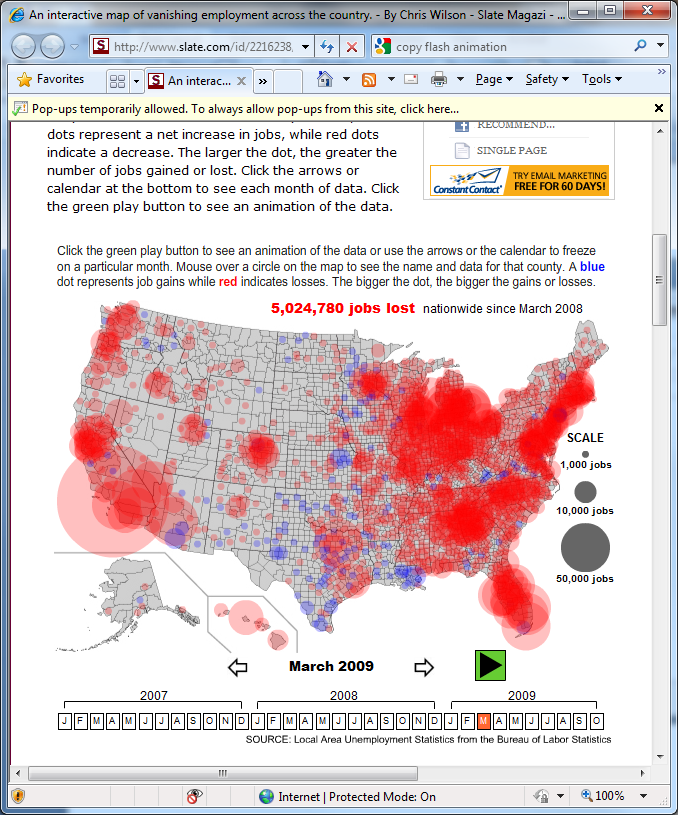 An interactive map of vanishing employment across the country. - By Chris Wilson - Slate Magazi - ...
http://www.slate.com/id/2216238,
copy flash animation
Favorites
An interac...
Page
Safety
Tools
Pop-ups temporarily allowed. To always allow pop-ups from this site, click here...
dots represent a net increase in jobs, while red dots
indicate a decrease. The larger the dot, the greater the
number of jobs gained or lost. Click the arrows or
calendar at the bottom to see each month of data. Click
the green play button to see an animation of the data.
RECOMMEND...
SINGLE PAGE
Constant Contact
TRY EMAIL MARKETING
FREE FOR 60 DAYS!
Click the green play button to see an animation of the data or use the arrows or the calendar to freeze
on a particular month. Mouse over a circle on the map to see the name and data for that county. A blue
dot represents job gains while red indicates losses. The bigger the dot, the bigger the gains or losses.
5,024,780 jobs lost nationwide since March 2008
SCALE
1,000 jobs
10,000 jobs
50,000 jobs
March 2009
2007 2008 2009
J F M A M J J A S O N D J F M A M J J A S O N D J F M A M J J A S O
SOURCE: Local Area Unemployment Statistics from the Bureau of Labor Statistics
Internet | Protected Mode: On
100%